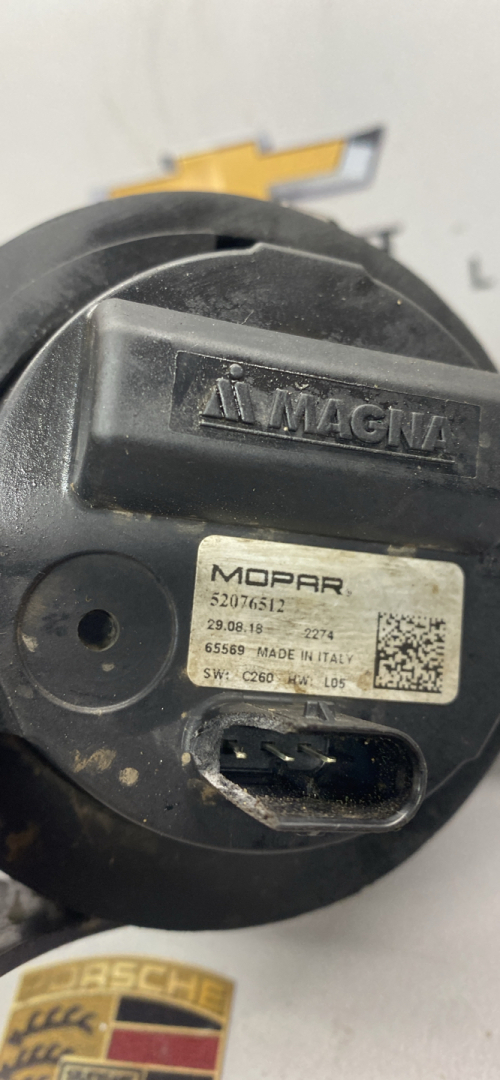 MAGNA
MOPAR®
52076512
29.08.18 2274
65569 MADE IN ITALY
SW: C260 HW: L05
PORSCHE